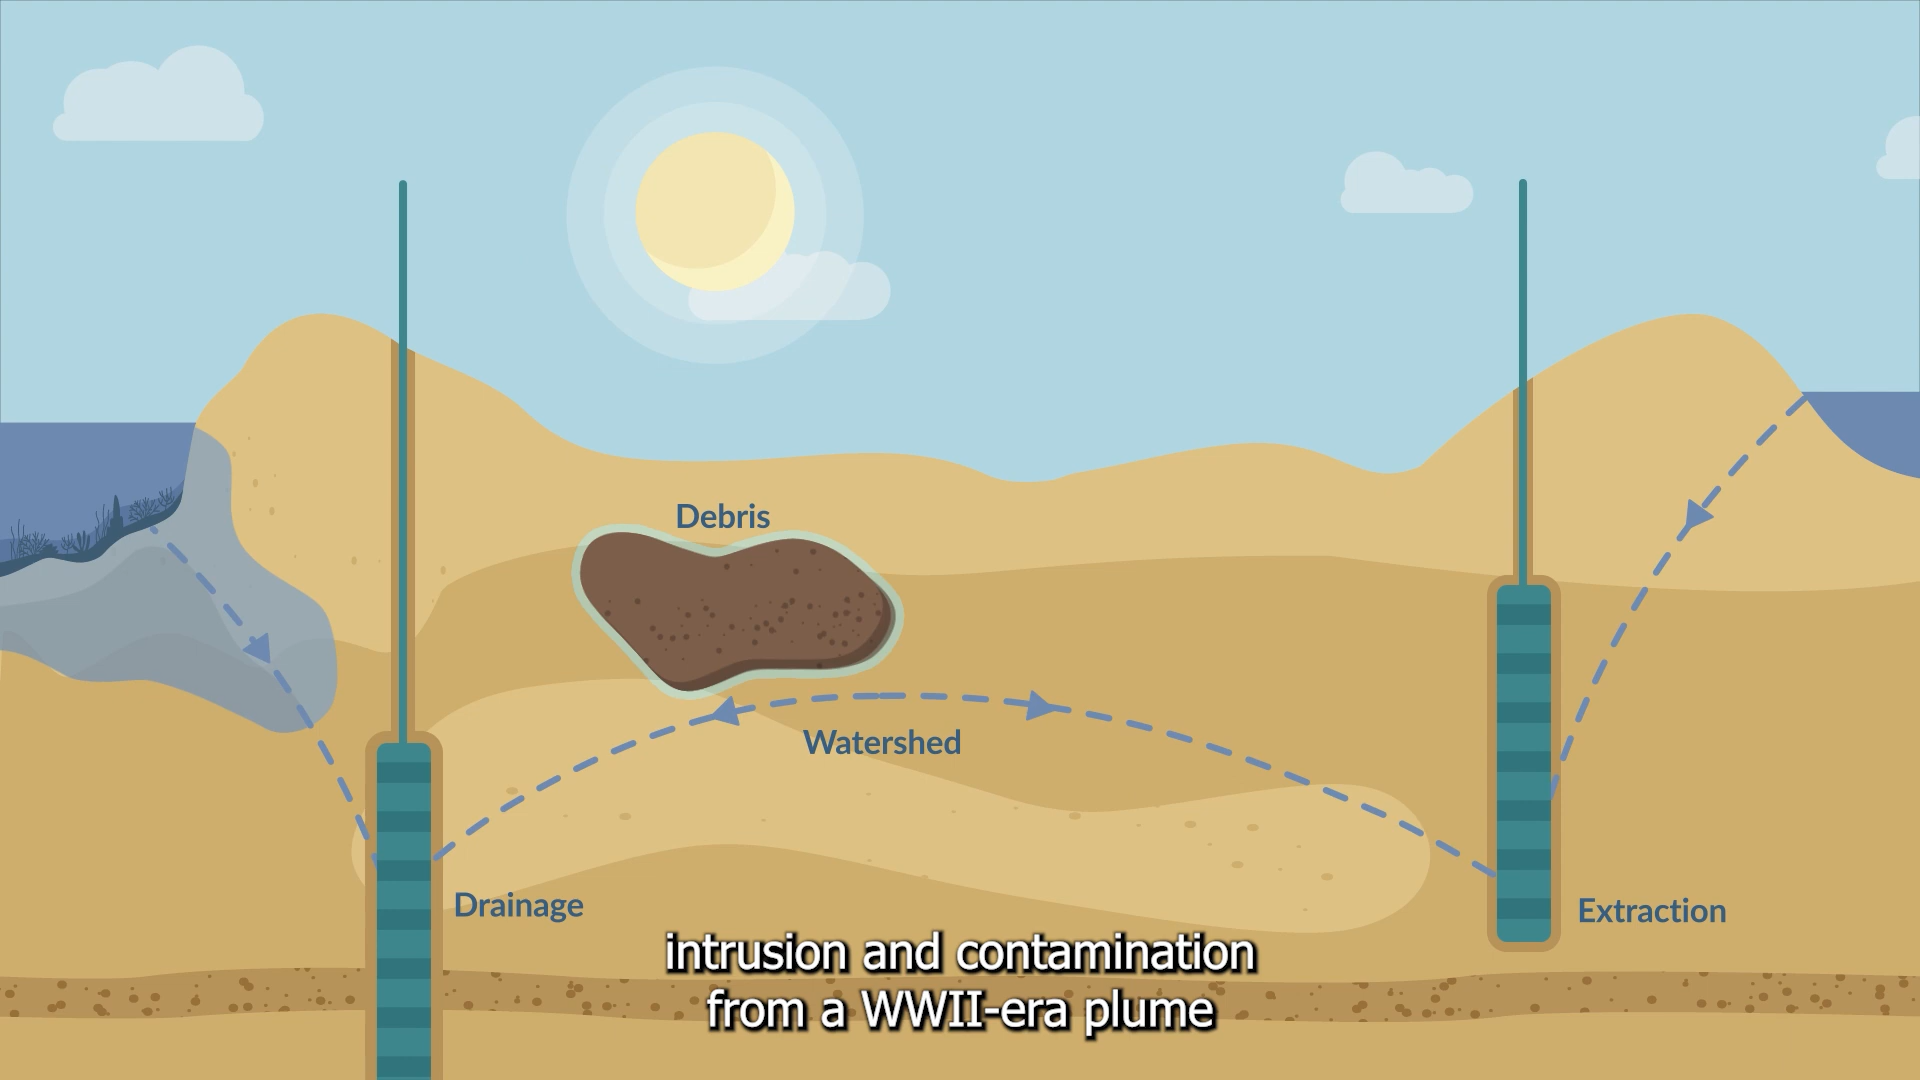 Debris
Watershed
Drainage
Extraction
intrusion and contamination
from a WWII-era plume